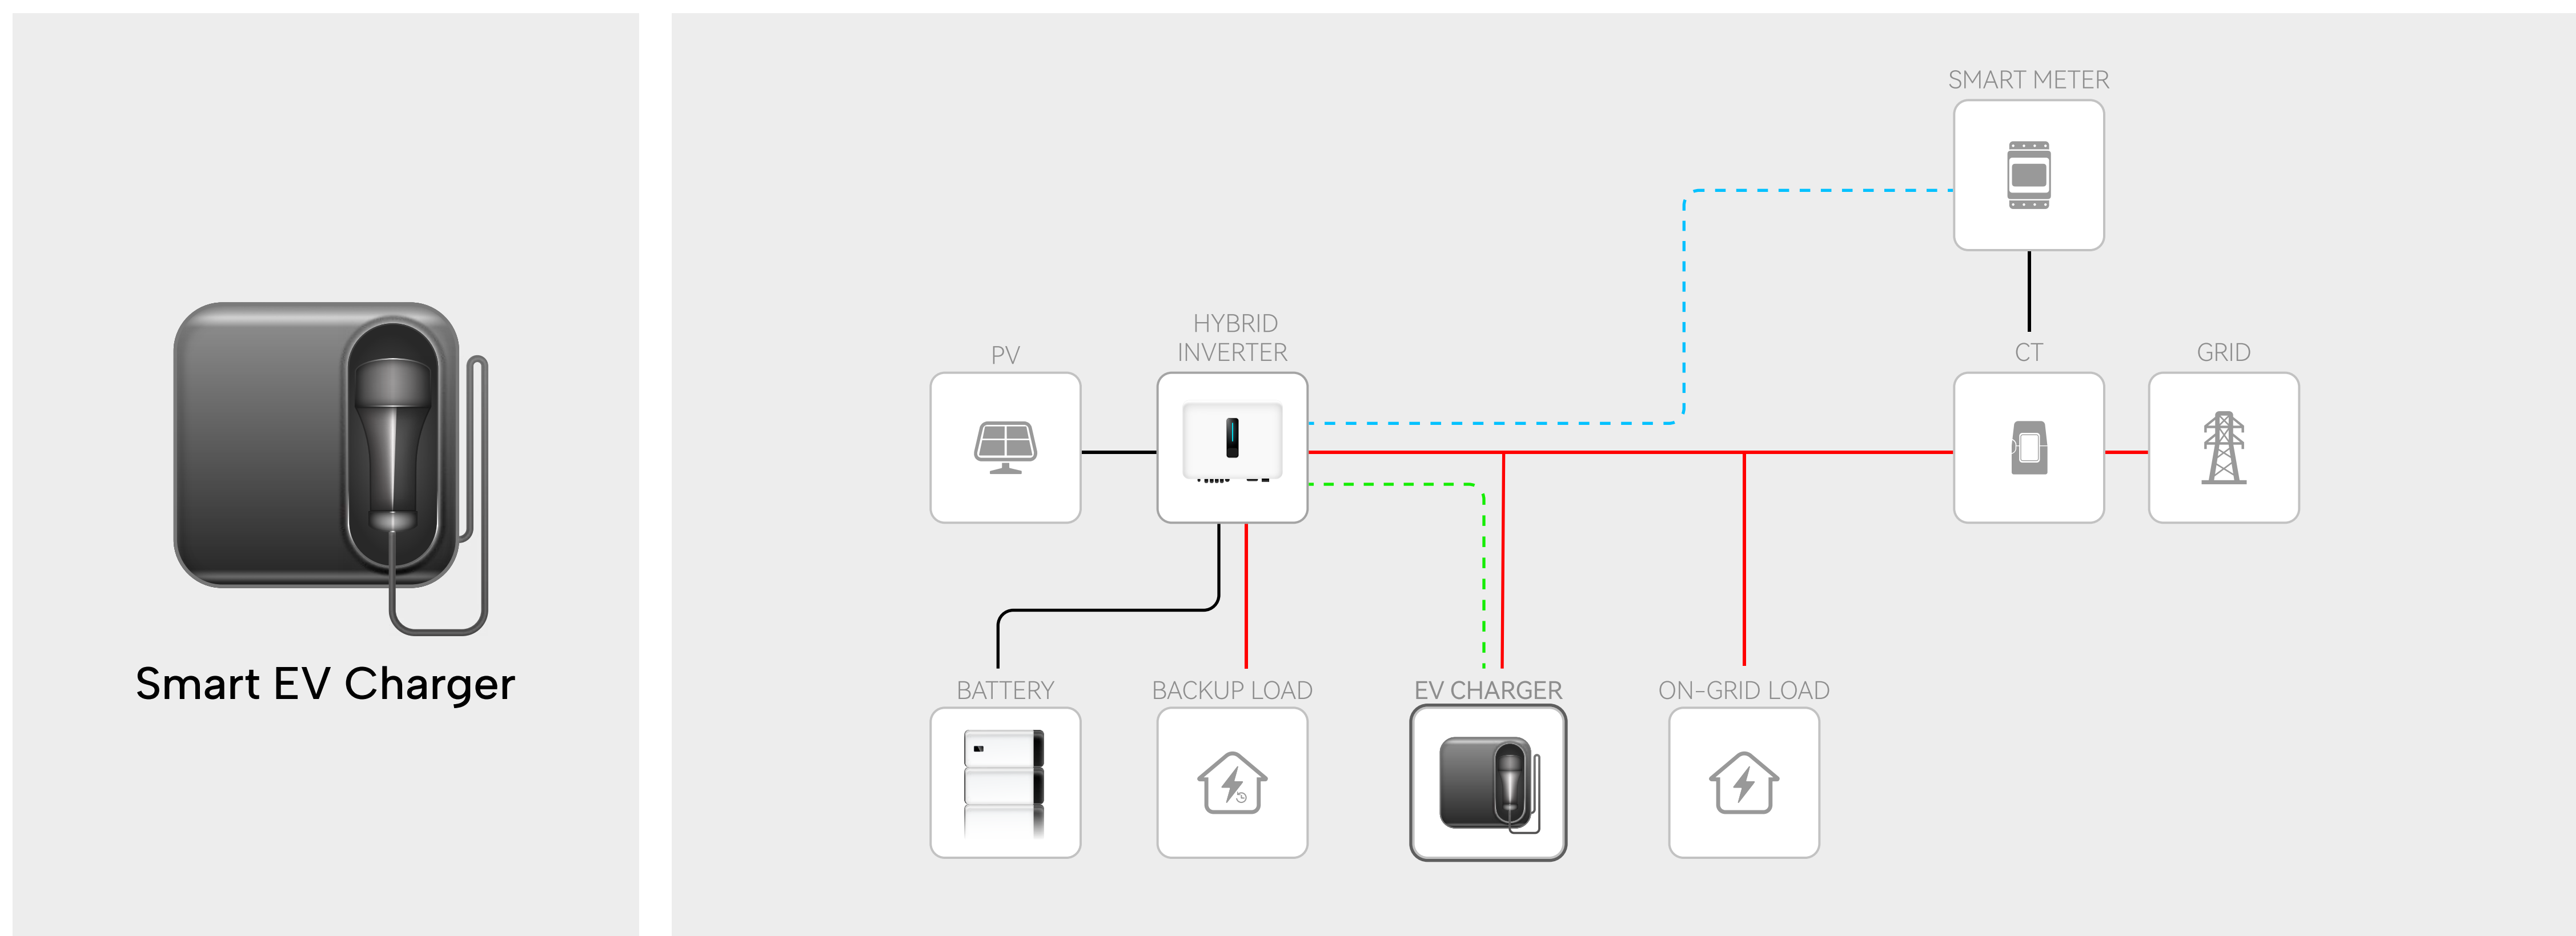 Smart EV Charger
SMART METER
HYBRID
INVERTER
PV
CT
GRID
BATTERY
BACKUP LOAD
EV CHARGER
ON-GRID LOAD